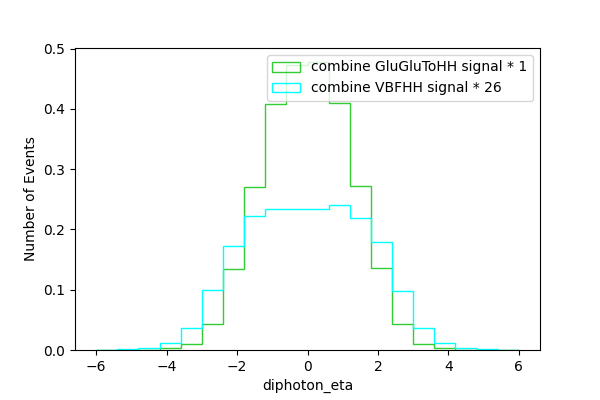 combine GluGluToHH signal * 1
combine VBFHH signal * 26
Number of Events
0.5
0.4
0.3
0.2
0.1
0.0
−6 −4 −2 0 2 4 6
diphoton_eta